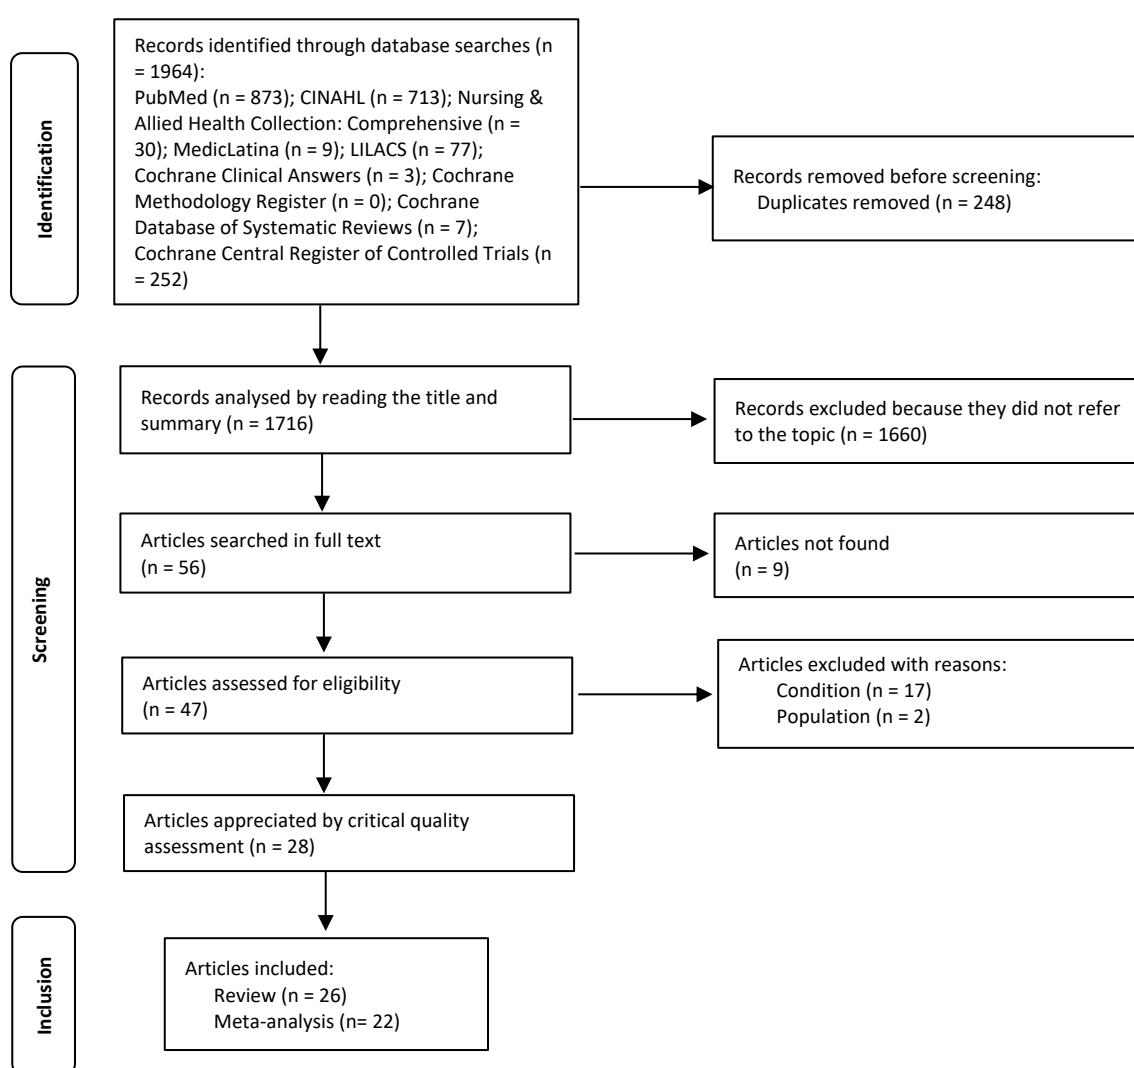 Identification
Records identified through database searches (n
= 1964):
PubMed (n = 873); CINAHL (n = 713); Nursing &
Allied Health Collection: Comprehensive (n =
30); MedicLatina (n = 9); LILACS (n = 77);
Cochrane Clinical Answers (n = 3); Cochrane
Methodology Register (n = 0); Cochrane
Database of Systematic Reviews (n = 7);
Cochrane Central Register of Controlled Trials (n
= 252)
Records removed before screening:
Duplicates removed (n = 248)
Screening
Records analysed by reading the title and
summary (n = 1716)
Records excluded because they did not refer
to the topic (n = 1660)
Articles searched in full text
(n = 56)
Articles not found
(n = 9)
Articles assessed for eligibility
(n = 47)
Articles excluded with reasons:
Condition (n = 17)
Population (n = 2)
Articles appreciated by critical quality
assessment (n = 28)
Inclusion
Articles included:
Review (n = 26)
Meta-analysis (n= 22)